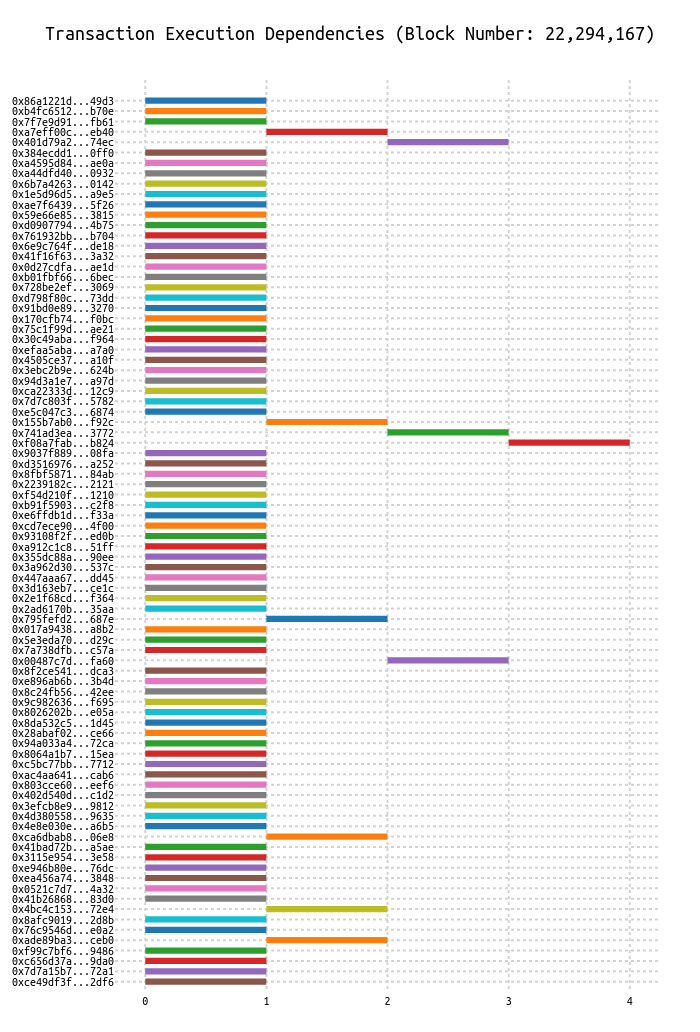 Transaction Execution Dependencies (Block Number: 22,294,167)
0x86a1221d...49d3
0xb4fc6512...b70e
0x7f7e9d91...fb61
0xa7eff00c...eb40
0x401d79a2...74ec
0x384ecdd1...0ff0
0xa4595d84...ae0a
0xa44dfd40...0932
0x6b7a4263...0142
0x1e5d96d5...a9e5
0xae7f6439...5f26
0x59e66e85...3815
0xd0907794...4b75
0x761932bb...b704
0x6e9c764f...de18
0x41f16f63...3a32
0x0d27cdfa...ae1d
0xb01fbf66...6bec
0x728be2ef...3069
0xd798f80c...73dd
0x91bd0e89...3270
0x170cfb74...f0bc
0x75c1f99d...ae21
0x30c49aba...f964
0xefaa5aba...a7a0
0x4505ce37...a10f
0x3ebc2b9e...624b
0x94d3a1e7...a97d
0xca22333d...12c9
0x7d7c803f...5782
0xe5c047c3...6874
0x155b7ab0...f92c
0x741ad3ea...3772
0xf08a7fab...b824
0x9037f889...08fa
0xd3516976...a252
0x8fbf5871...84ab
0x2239182c...2121
0xf54d210f...1210
0xb91f5903...c2f8
0xe6ffdb1d...f33a
0xcd7ece90...4f00
0x93108f2f...ed0b
0xa912c1c8...51ff
0x355dc88a...90ee
0x3a962d30...537c
0x447aaa67...dd45
0x3d163eb7...ce1c
0x2e1f68cd...f364
0x2ad6170b...35aa
0x795fefd2...687e
0x017a9438...a8b2
0x5e3eda70...d29c
0x7a738dfb...c57a
0x00487c7d...fa60
0x8f2ce541...dca3
0xe896ab6b...3b4d
0x8c24fb56...42ee
0x9c982636...f695
0x8026202b...e05a
0x8da532c5...1d45
0x28abaf02...ce66
0x94a033a4...72ca
0x8064a1b7...15ea
0xc5bc77bb...7712
0xac4aa641...cab6
0x803cce60...eef6
0x402d540d...c1d2
0x3efcb8e9...9812
0x4d380558...9635
0x4e8e030e...a6b5
0xca6dbab8...06e8
0x41bad72b...a5ae
0x3115e954...3e58
0xe946b80e...76dc
0xea456a74...3848
0x0521c7d7...4a32
0x41b26868...83d0
0x4bc4c153...72e4
0x8afc9019...2d8b
0x76c9546d...e0a2
0xade89ba3...ceb0
0xf99c7bf6...9486
0xc656d37a...9da0
0x7d7a15b7...72a1
0xce49df3f...2df6
0 1 2 3 4